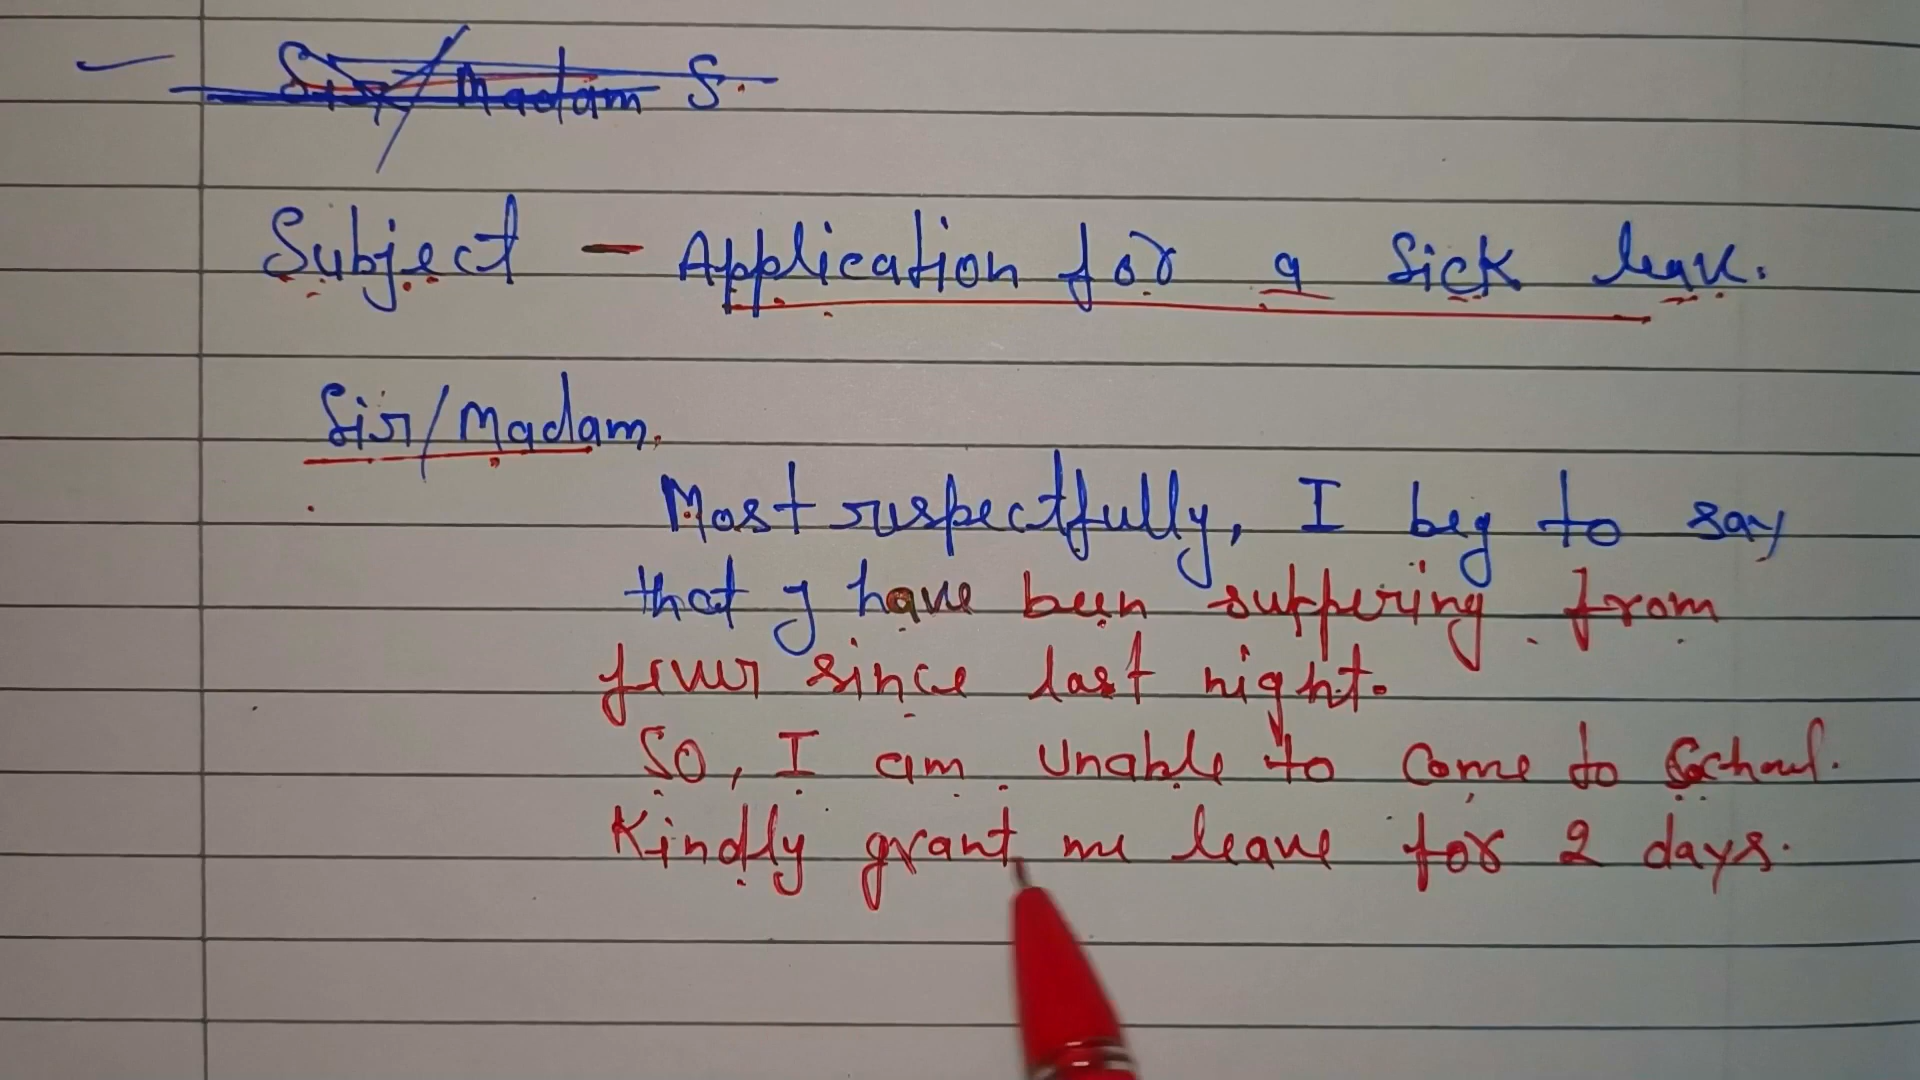 Sir/Madam S.
Subject - Application for a Sick leave.
Sir/Madam.
Most respectfully, I beg to say
that I have been suffering from
fever since last night.
So, I am unable to come to School.
Kindly grant me leave for 2 days.